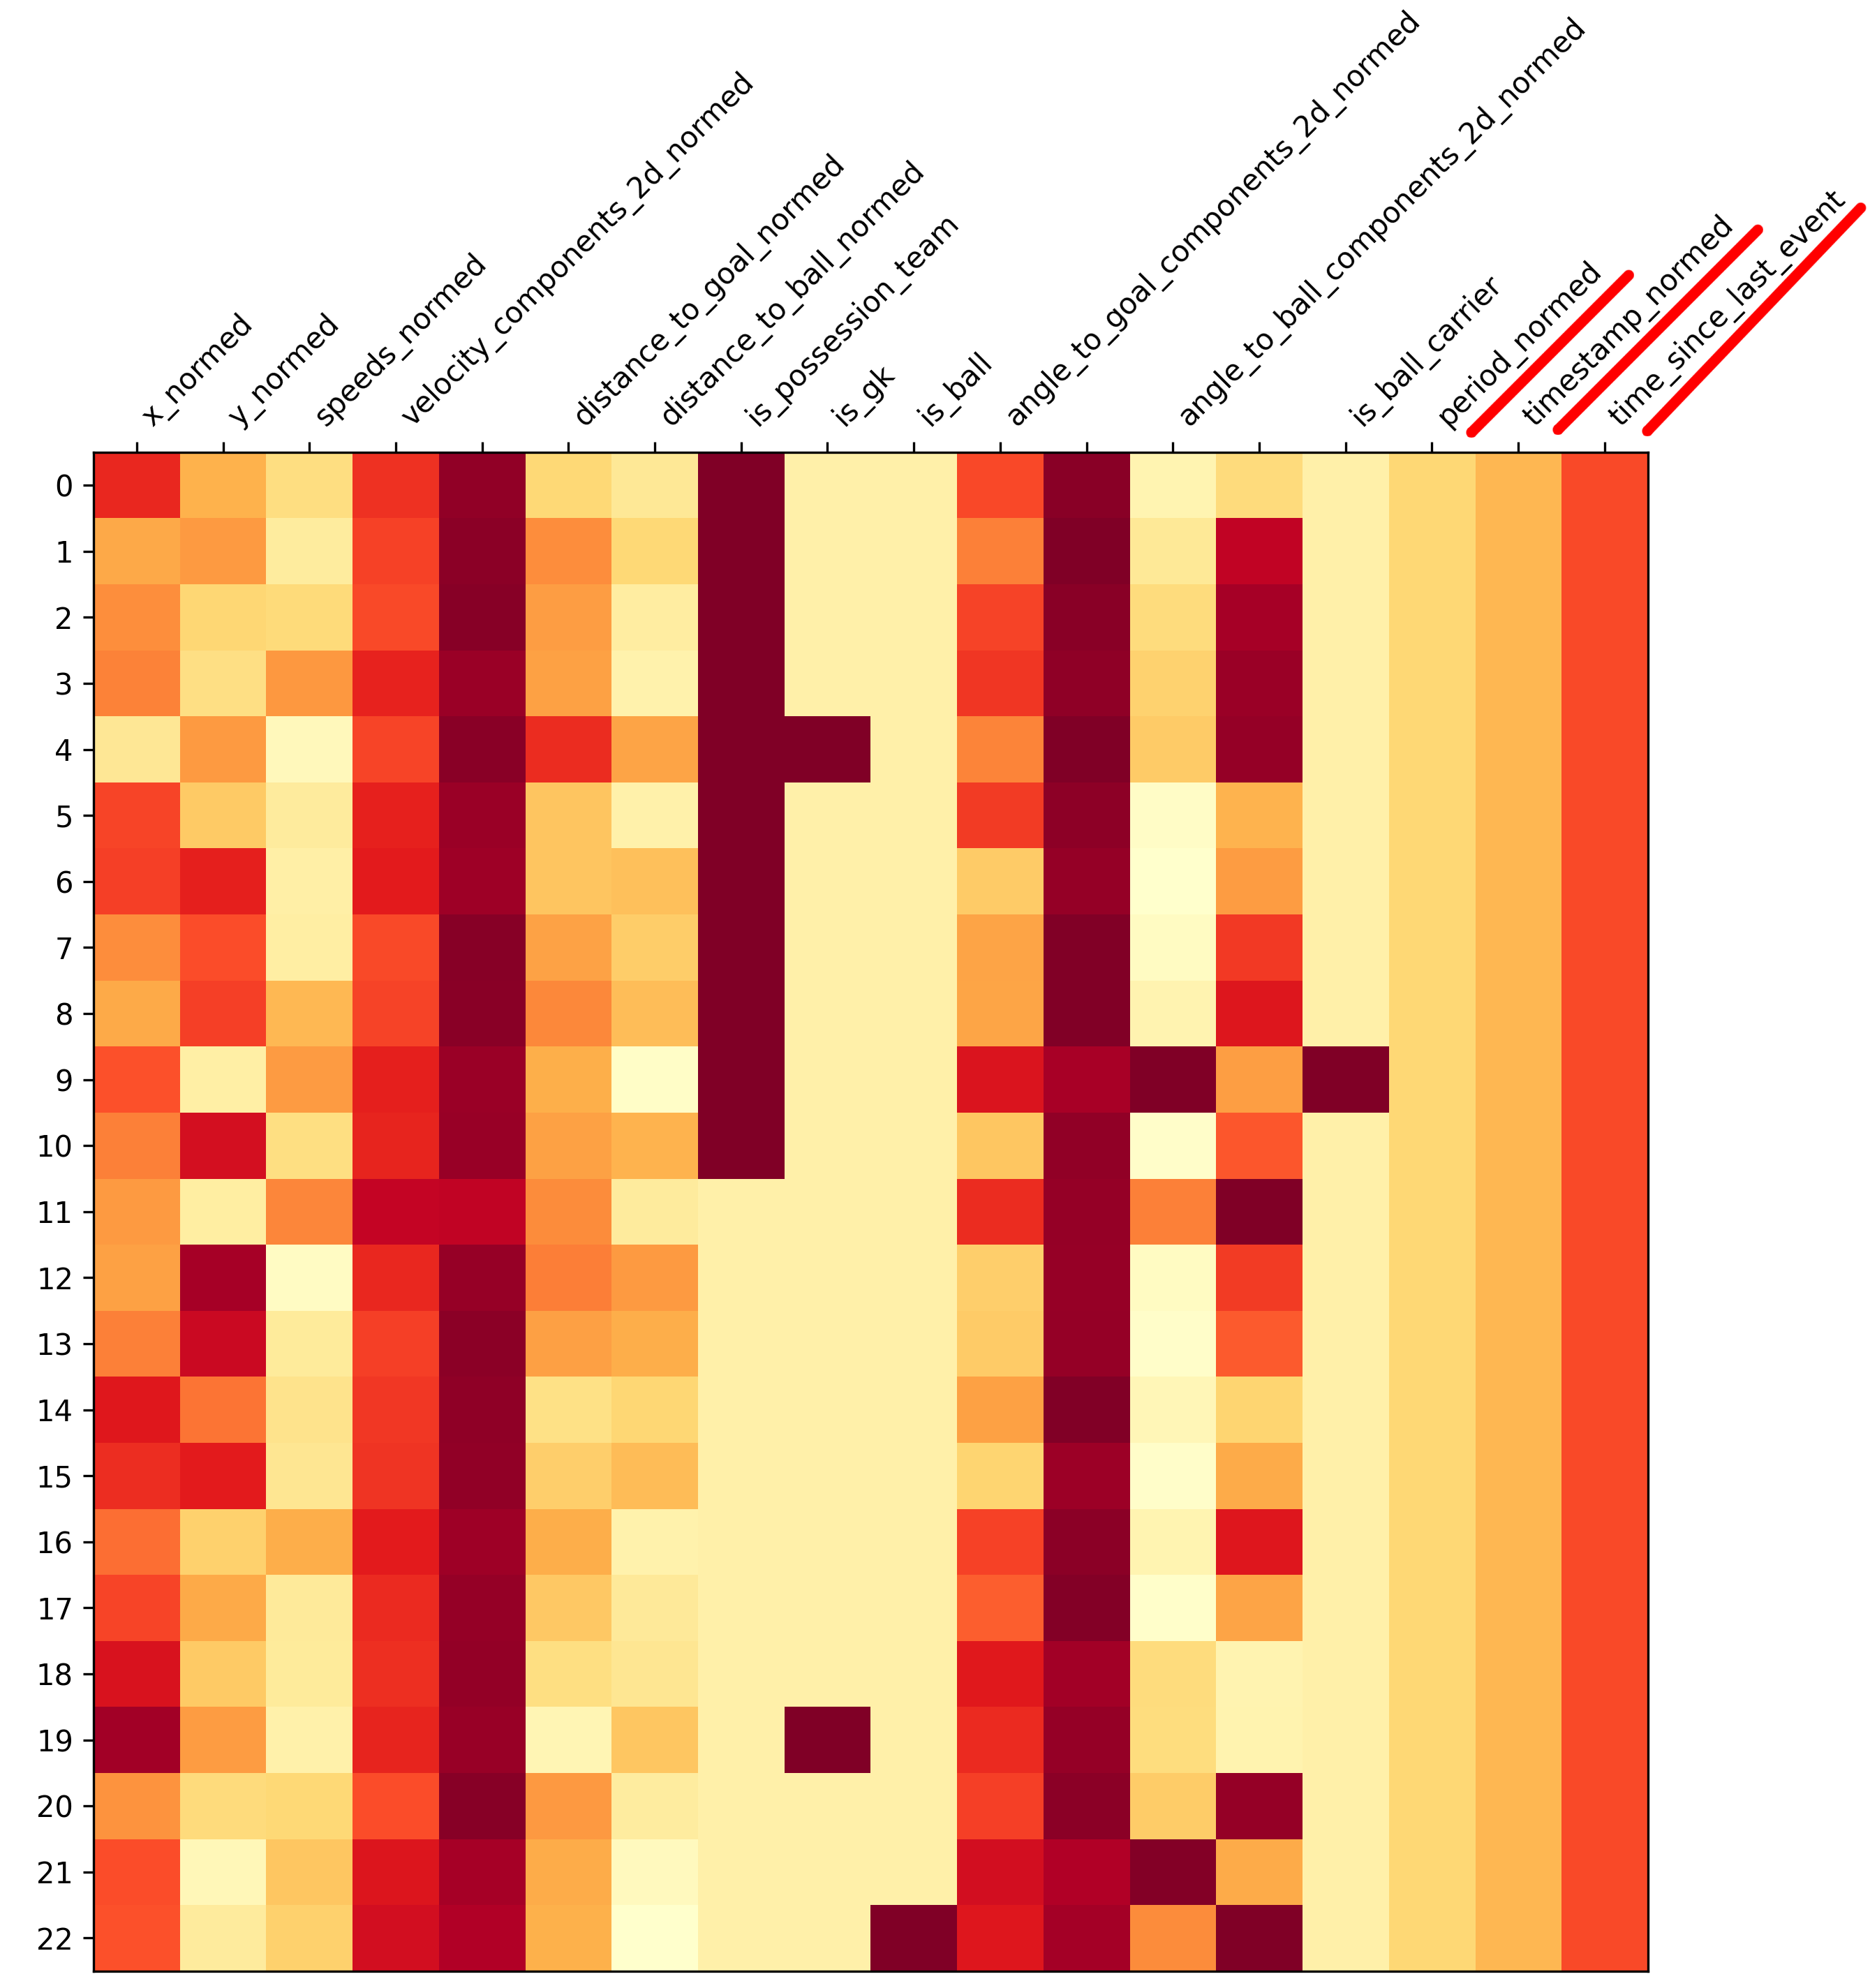 x_normed
y_normed
speeds_normed
velocity_components_2d_normed
distance_to_goal_normed
distance_to_ball_normed
is_possession_team
is_gk
is_ball
angle_to_goal_components_2d_normed
angle_to_ball_components_2d_normed
is_ball_carrier
period_normed
timestamp_normed
time_since_last_event
0
1
2
3
4
5
6
7
8
9
10
11
12
13
14
15
16
17
18
19
20
21
22